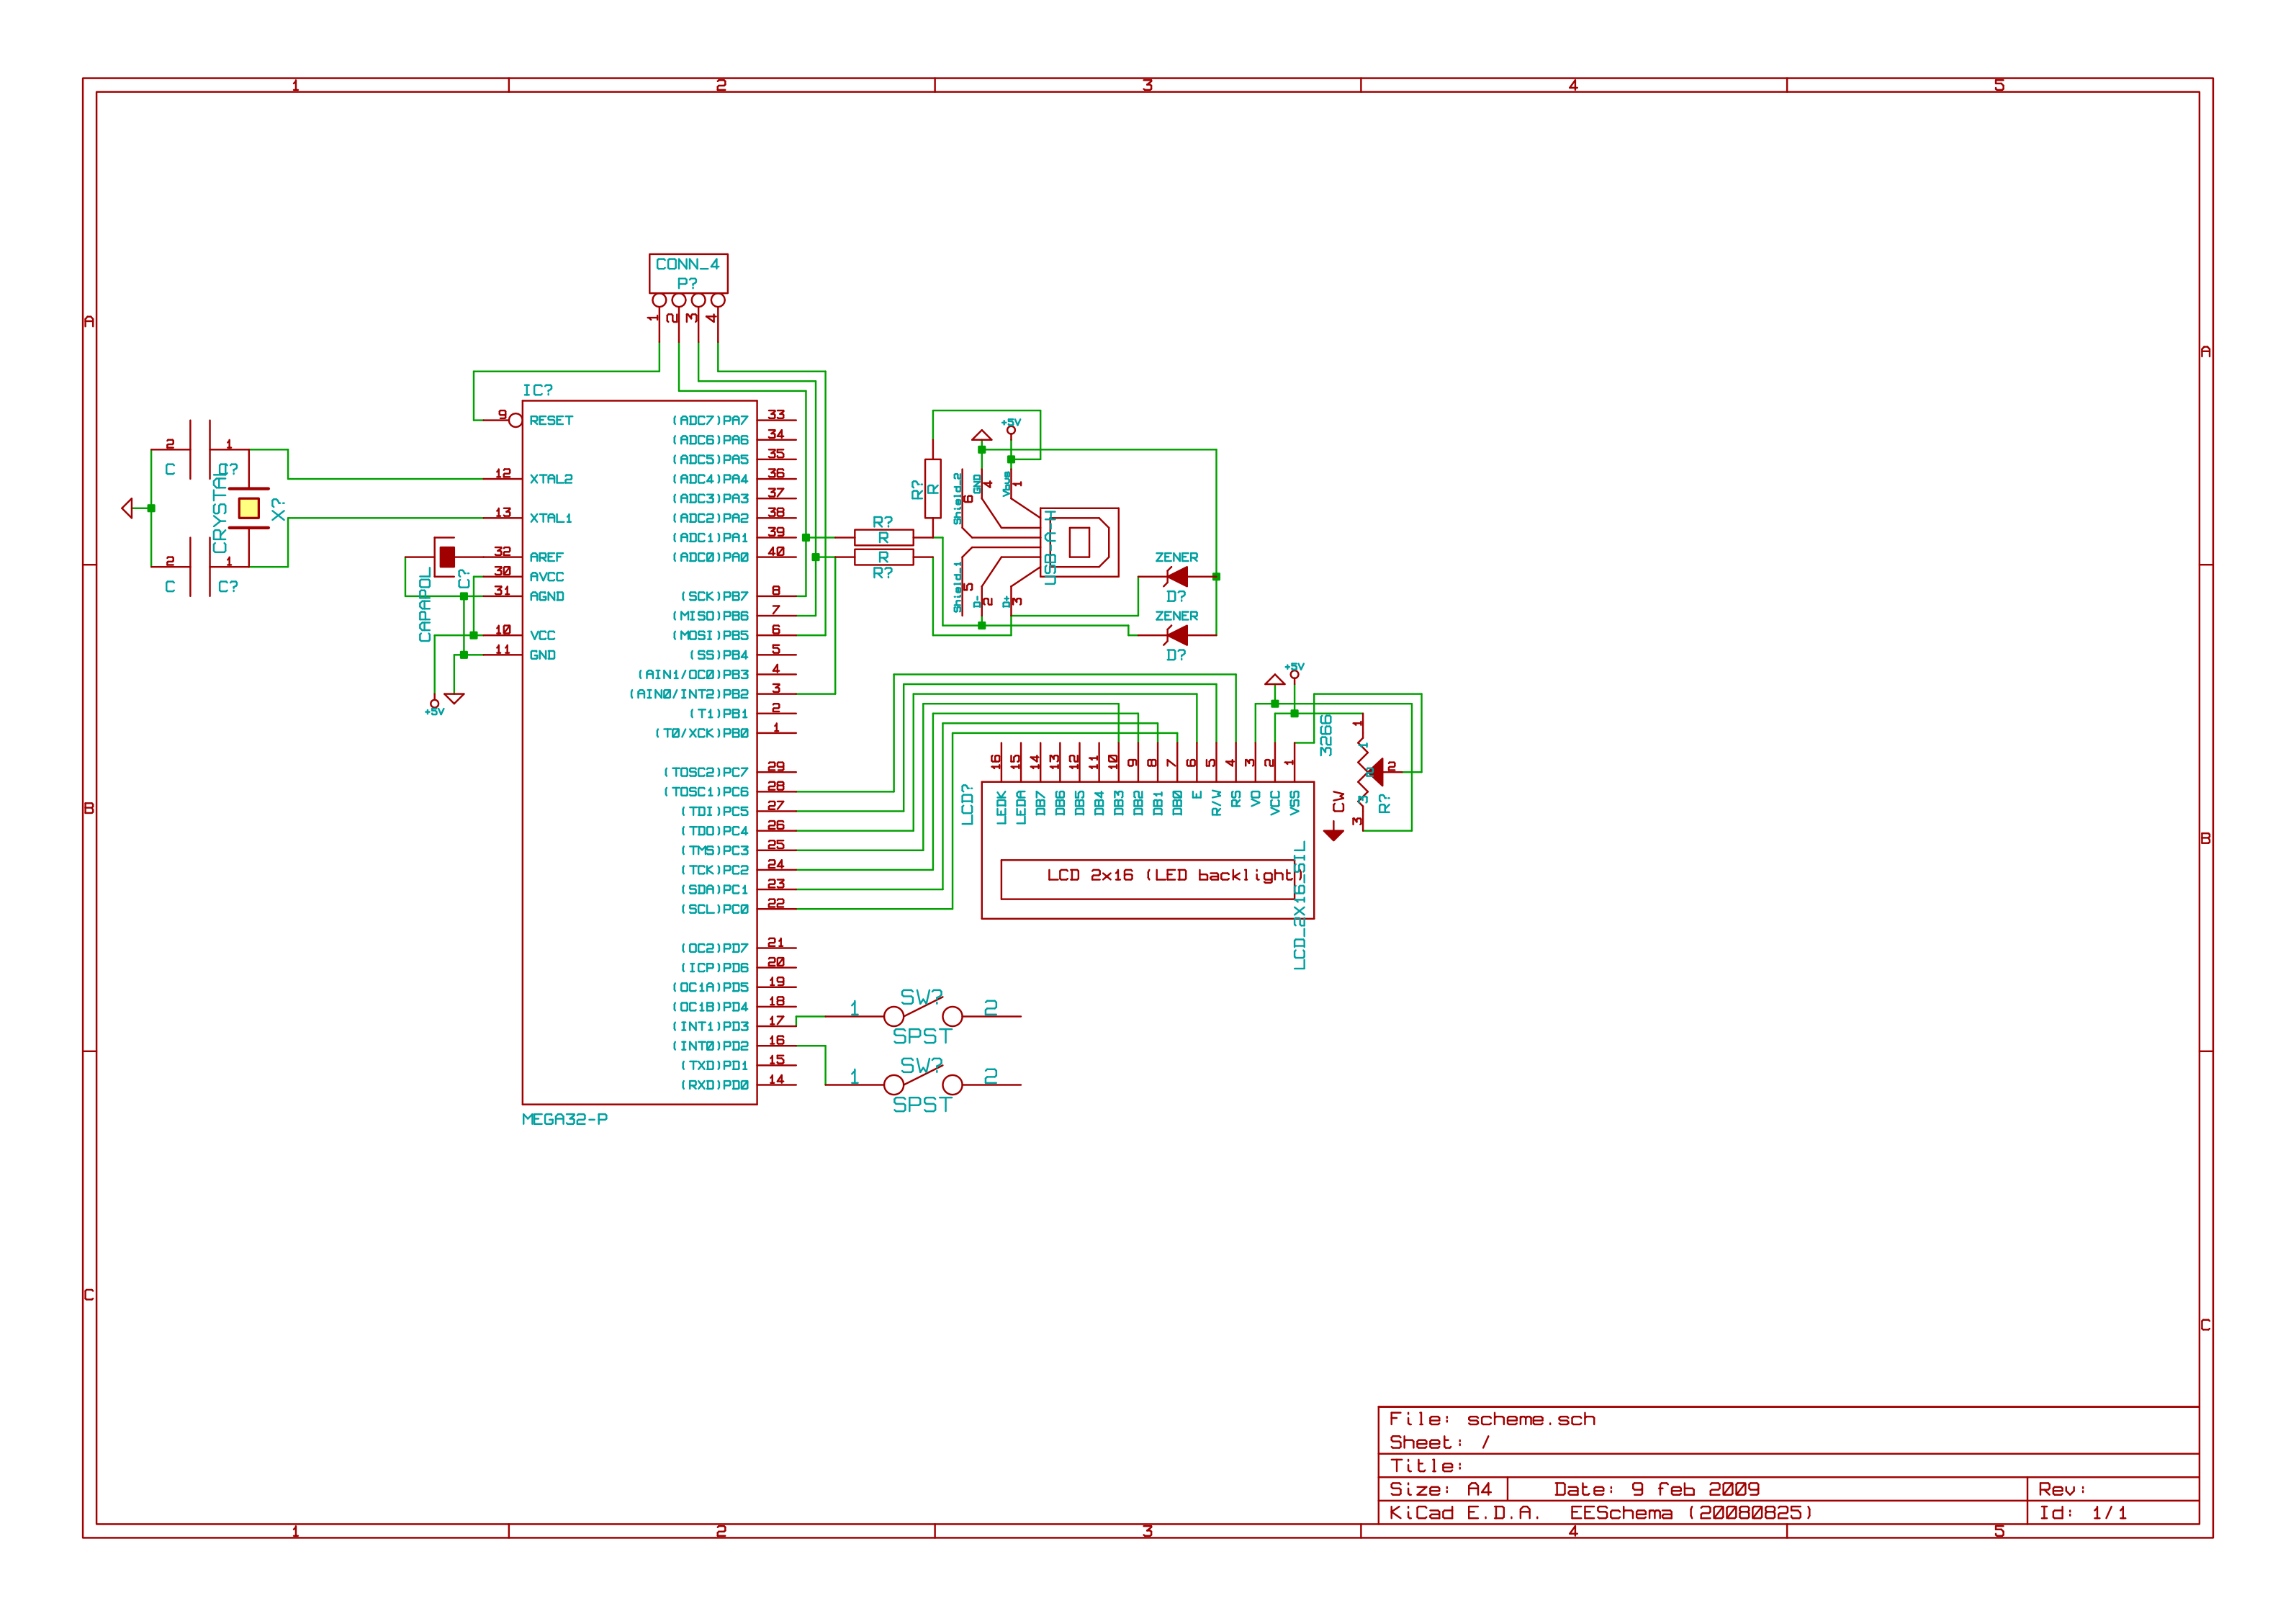 1 2 3 4 5
A
B
C
A
B
C
CONN_4
P?
1 2 3 4
IC?
9 RESET
12 XTAL2
13 XTAL1
32 AREF
30 AVCC
31 AGND
10 VCC
11 GND
(ADC7)PA7 33
(ADC6)PA6 34
(ADC5)PA5 35
(ADC4)PA4 36
(ADC3)PA3 37
(ADC2)PA2 38
(ADC1)PA1 39
(ADC0)PA0 40
(SCK)PB7 8
(MISO)PB6 7
(MOSI)PB5 6
(SS)PB4 5
(AIN1/OC0)PB3 4
(AIN0/INT2)PB2 3
(T1)PB1 2
(T0/XCK)PB0 1
(TOSC2)PC7 29
(TOSC1)PC6 28
(TDI)PC5 27
(TDO)PC4 26
(TMS)PC3 25
(TCK)PC2 24
(SDA)PC1 23
(SCL)PC0 22
(OC2)PD7 21
(ICP)PD6 20
(OC1A)PD5 19
(OC1B)PD4 18
(INT1)PD3 17
(INT0)PD2 16
(TXD)PD1 15
(RXD)PD0 14
MEGA32-P
2 1
C C?
CRYSTAL
X?
2 1
C C?
CAPAPOL
C?
+5V
R?
R
R?
R
R
R?
+5V
Shield_2 6
GND 4
Vbus 1
Shield_1 5
D- 2
D+ 3
USB_A_H
ZENER
D?
ZENER
D?
+5V
3266
1
1
2
2
3
3
R?
CW
LCD?
16 15 14 13 12 11 10 9 8 7 6 5 4 3 2 1
LEDK LEDA DB7 DB6 DB5 DB4 DB3 DB2 DB1 DB0 E R/W RS VO VCC VSS
LCD 2x16 (LED backlight)
LCD_2X16_SIL
SW?
1 2
SPST
SW?
1 2
SPST
File: scheme.sch
Sheet: /
Title:
Size: A4 Date: 9 feb 2009 Rev:
KiCad E.D.A. EESchema (20080825) Id: 1/1
1 2 3 4 5